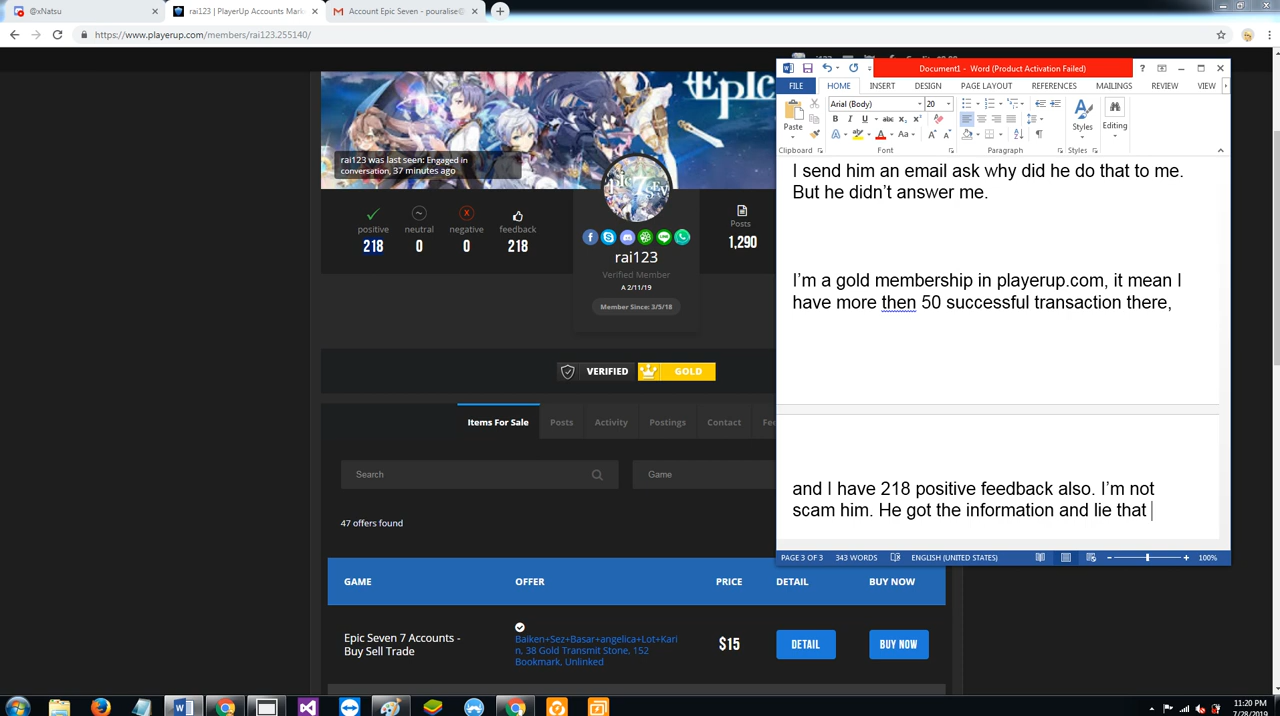 @xNatsu
rai123 | PlayerUp Accounts Mark
Account Epic Seven - pouralise@
https://www.playerup.com/members/rai123.255140/
Epic
rai123 was last seen: Engaged in
conversation, 37 minutes ago
positive
218
neutral
0
negative
0
feedback
218
rai123
Verified Member
A 2/11/19
Member Since: 3/5/18
Posts
1,290
VERIFIED
GOLD
Items For Sale
Posts
Activity
Postings
Contact
Fee
Search
Game
47 offers found
GAME
OFFER
PRICE
DETAIL
BUY NOW
Epic Seven 7 Accounts -
Buy Sell Trade
Baiken+Sez+Basar+angelica+Lot+Kari
n, 38 Gold Transmit Stone, 152
Bookmark, Unlinked
$15
DETAIL
BUY NOW
Document1 - Word (Product Activation Failed)
FILE
HOME
INSERT
DESIGN
PAGE LAYOUT
REFERENCES
MAILINGS
REVIEW
VIEW
Paste
Arial (Body)
20
Styles
Editing
Clipboard
Font
Paragraph
Styles
I send him an email ask why did he do that to me.
But he didn't answer me.
I'm a gold membership in playerup.com, it mean I
have more then 50 successful transaction there,
and I have 218 positive feedback also. I'm not
scam him. He got the information and lie that
PAGE 3 OF 3
343 WORDS
ENGLISH (UNITED STATES)
100%
11:20 PM
7/28/2019